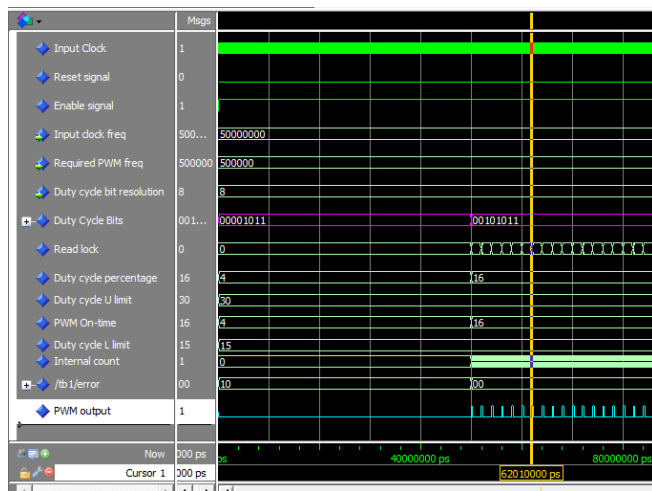 Msgs
Input Clock 1
Reset signal 0
Enable signal 1
Input clock freq 500... 50000000
Required PWM freq 500000 500000
Duty cycle bit resolution 8 8
Duty Cycle Bits 001... 00001011 00101011
Read lock 0 0
Duty cycle percentage 16 4 16
Duty cycle U limit 30 30
PWM On-time 16 4 16
Duty cycle L limit 15 15
Internal count 1 0
/tb1/error 00 10 00
PWM output 1
Now 000 ps ps 40000000 ps 80000000 ps
Cursor 1 000 ps 62010000 ps